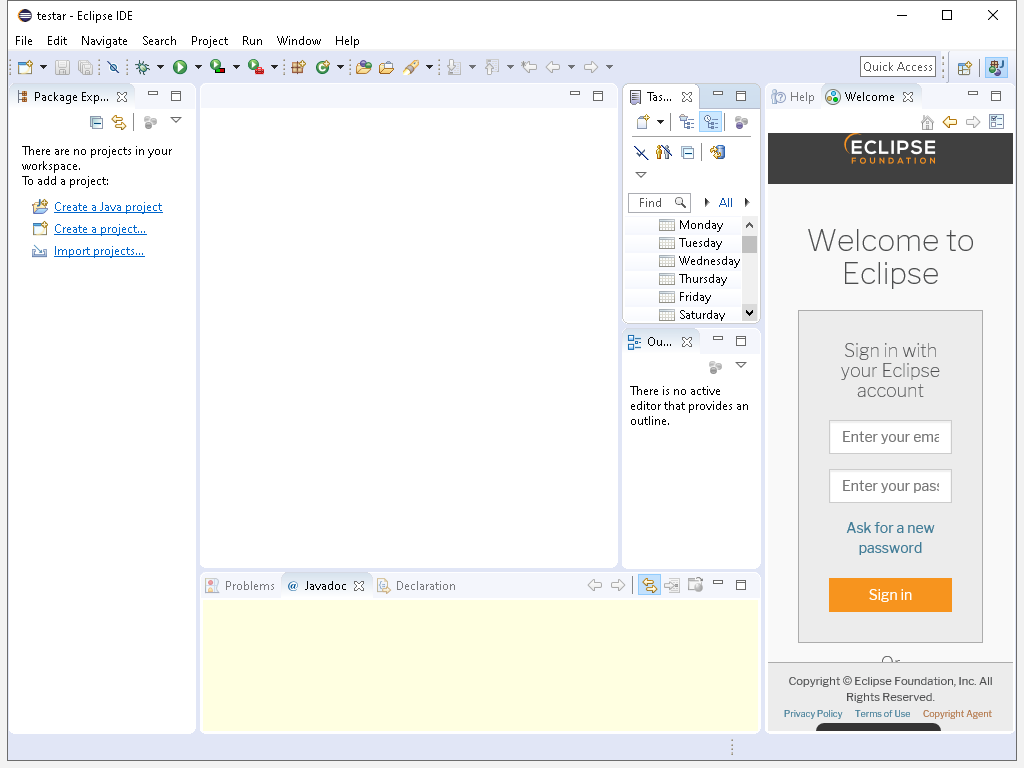 testar - Eclipse IDE
File Edit Navigate Search Project Run Window Help
Quick Access
Package Exp...
There are no projects in your
workspace.
To add a project:
Create a Java project
Create a project...
Import projects...
Tas...
Find
All
Monday
Tuesday
Wednesday
Thursday
Friday
Saturday
Ou...
There is no active
editor that provides an
outline.
Problems @ Javadoc Declaration
Help Welcome
ECLIPSE
FOUNDATION
Welcome to
Eclipse
Sign in with
your Eclipse
account
Enter your ema
Enter your pass
Ask for a new
password
Sign in
Or
Copyright © Eclipse Foundation, Inc. All
Rights Reserved.
Privacy Policy Terms of Use Copyright Agent